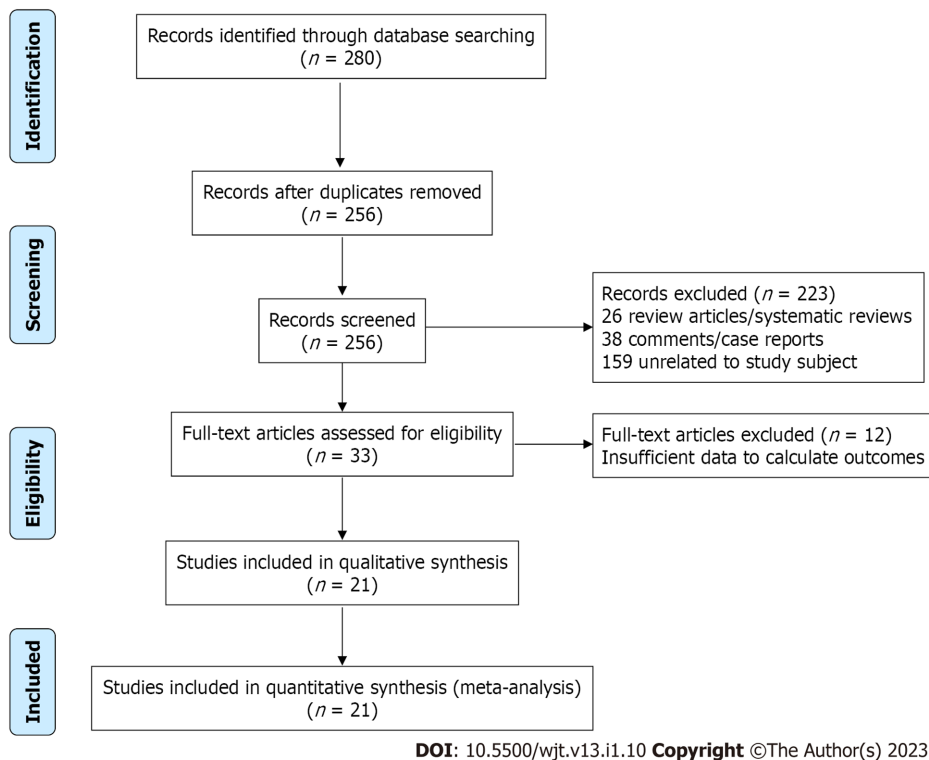 Identification
Records identified through database searching
(n = 280)
Records after duplicates removed
(n = 256)
Screening
Records screened
(n = 256)
Records excluded (n = 223)
26 review articles/systematic reviews
38 comments/case reports
159 unrelated to study subject
Eligibility
Full-text articles assessed for eligibility
(n = 33)
Full-text articles excluded (n = 12)
Insufficient data to calculate outcomes
Studies included in qualitative synthesis
(n = 21)
Included
Studies included in quantitative synthesis (meta-analysis)
(n = 21)
DOI: 10.5500/wjt.v13.i1.10 Copyright ©The Author(s) 2023